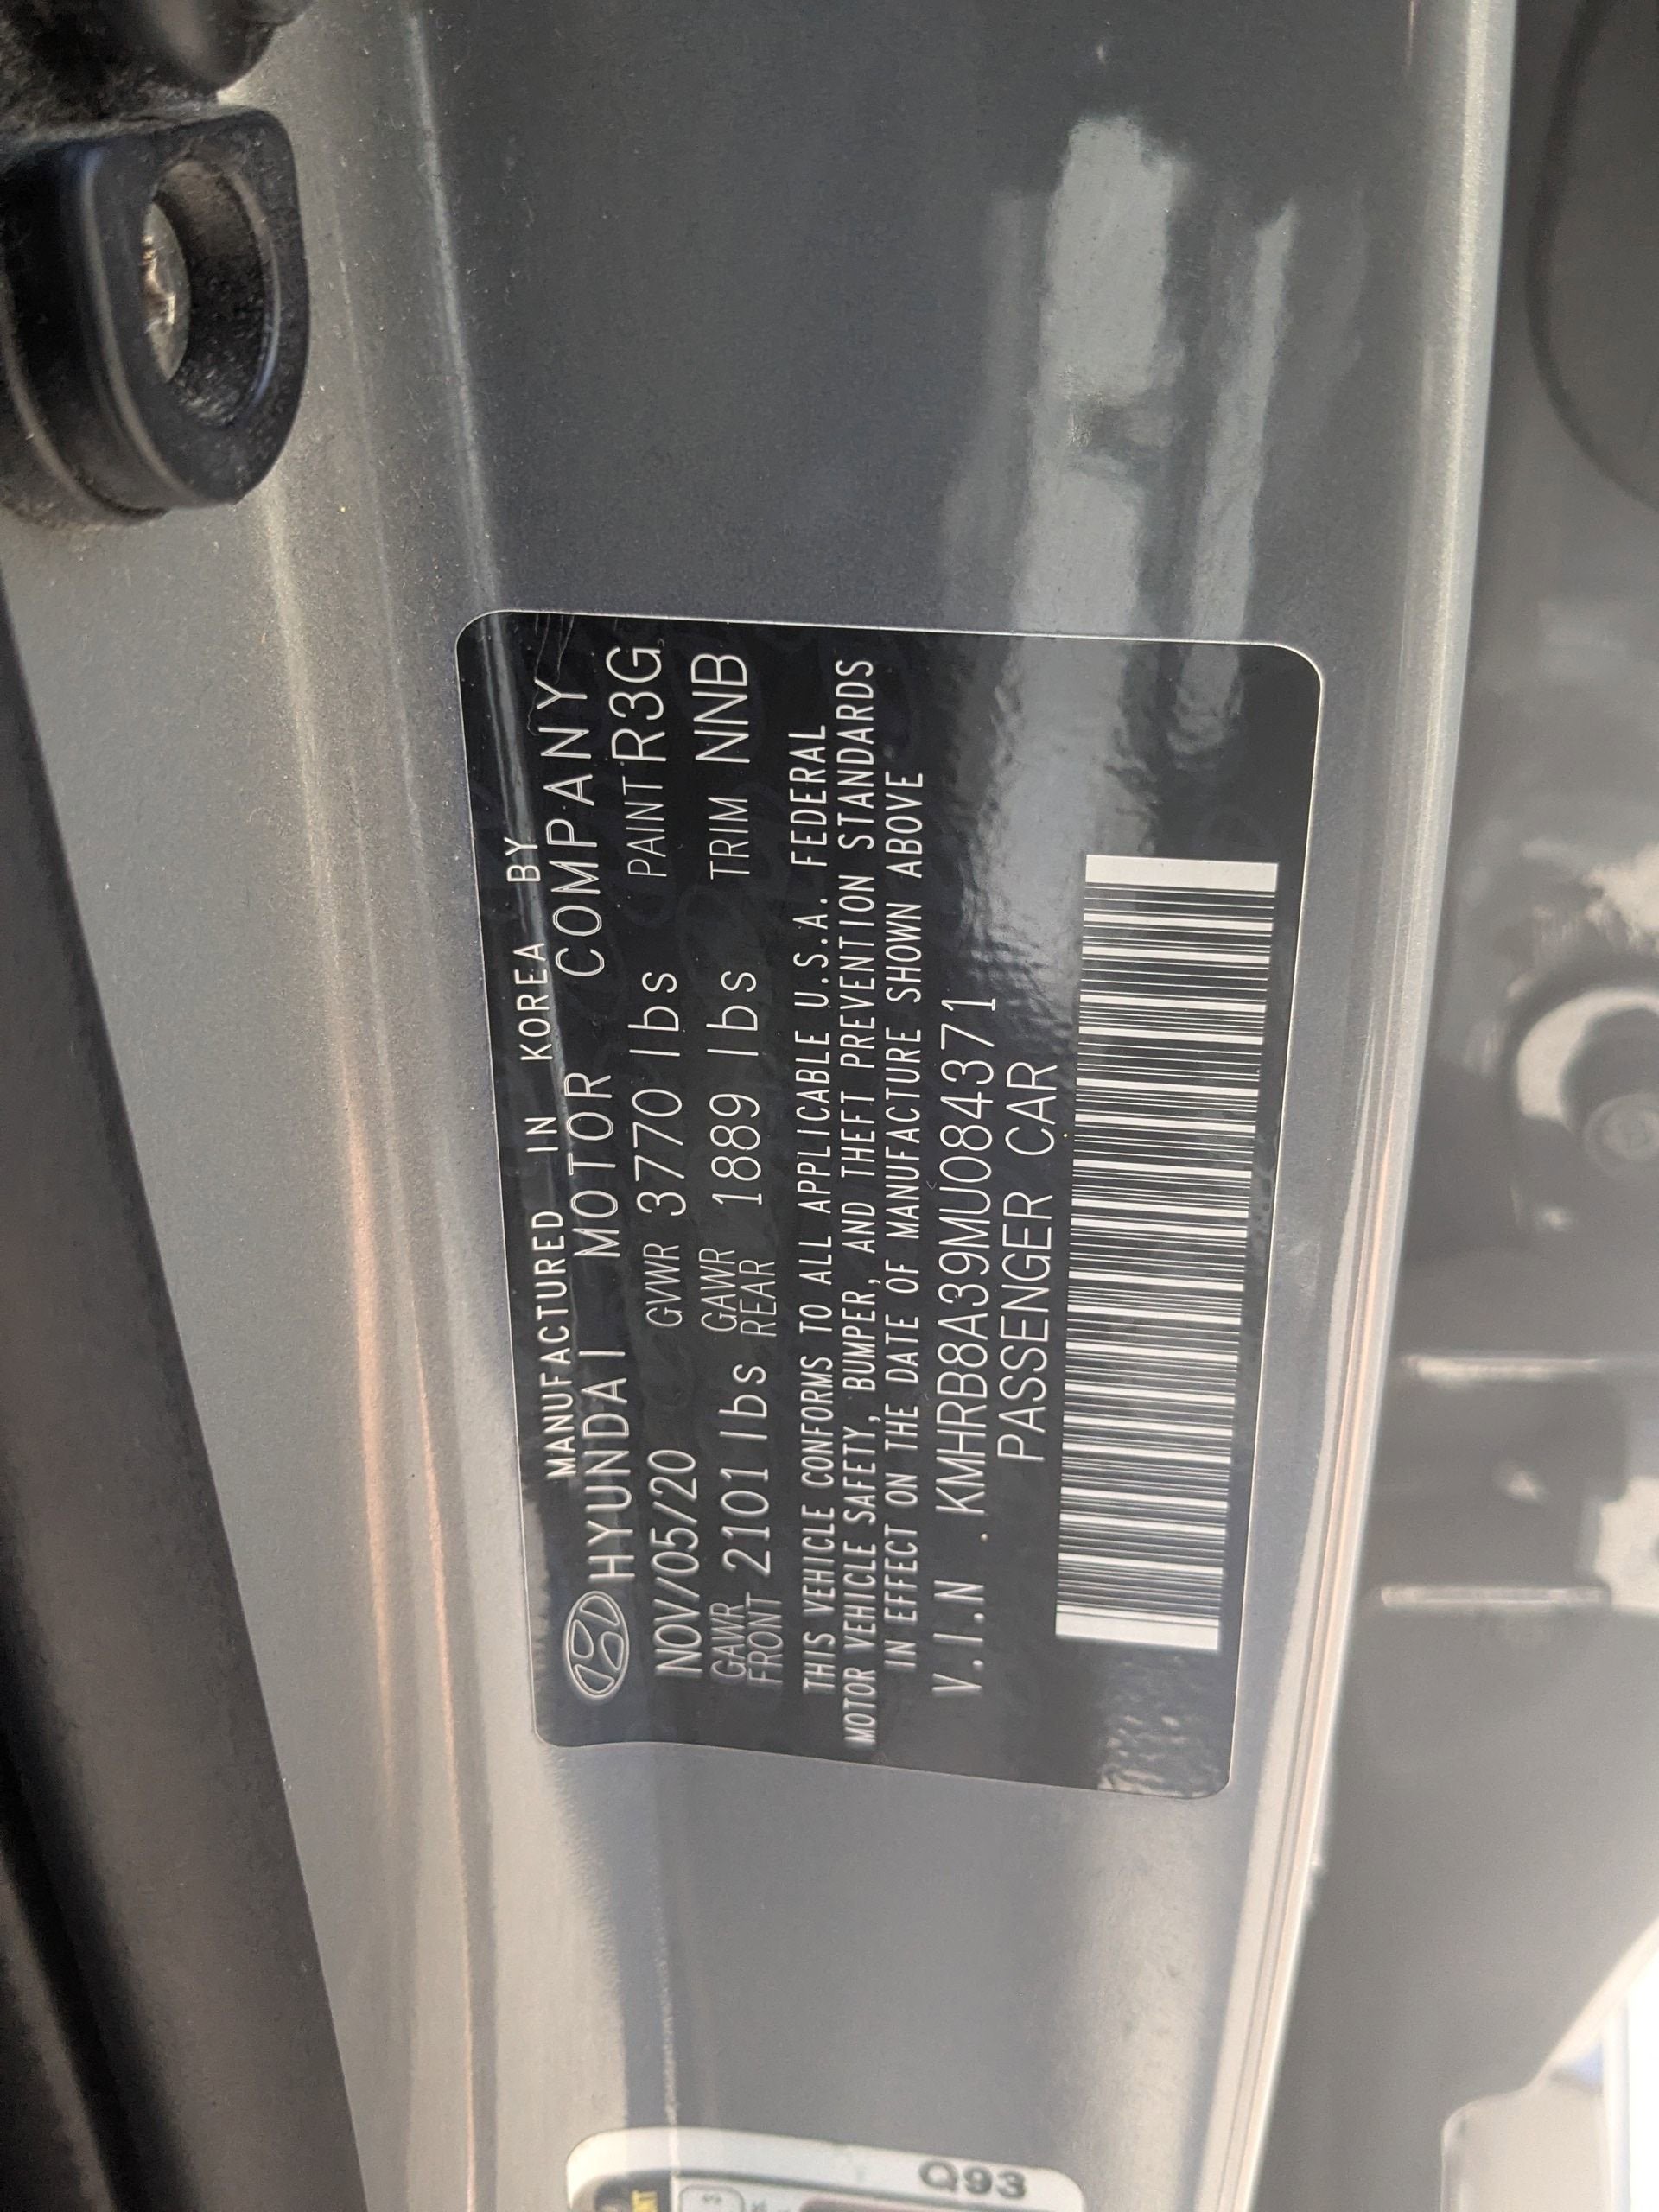 MANUFACTURED IN KOREA BY
HYUNDAI MOTOR COMPANY
NOV/05/20 GVWR 3770 lbs PAINT R3G
GAWR FRONT 2101 lbs GAWR REAR 1889 lbs TRIM NNB
THIS VEHICLE CONFORMS TO ALL APPLICABLE U.S.A. FEDERAL
MOTOR VEHICLE SAFETY, BUMPER, AND THEFT PREVENTION STANDARDS
IN EFFECT ON THE DATE OF MANUFACTURE SHOWN ABOVE
V.I.N . KMHRB8A39MU084371
PASSENGER CAR
Q93